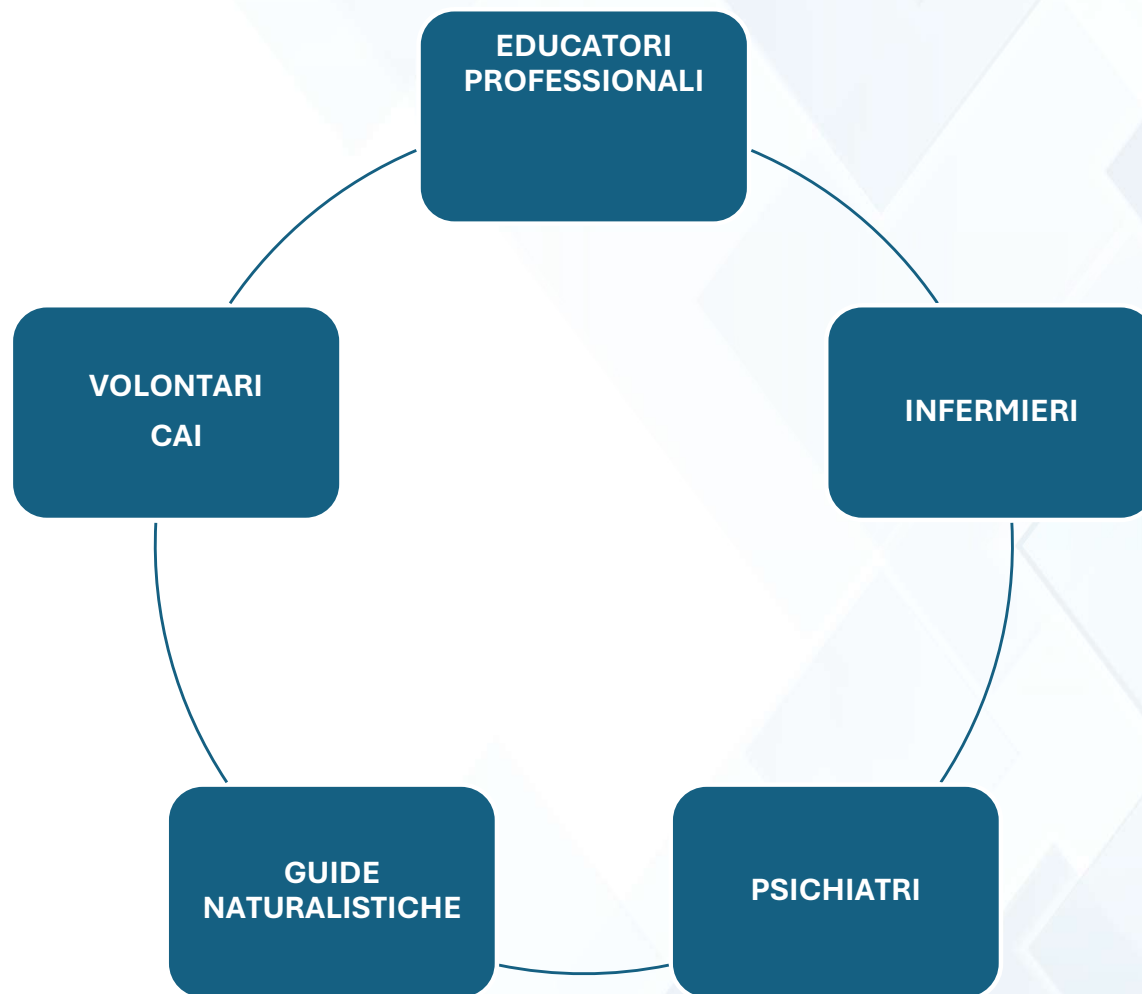 EDUCATORI
PROFESSIONALI
VOLONTARI
CAI
INFERMIERI
GUIDE
NATURALISTICHE
PSICHIATRI